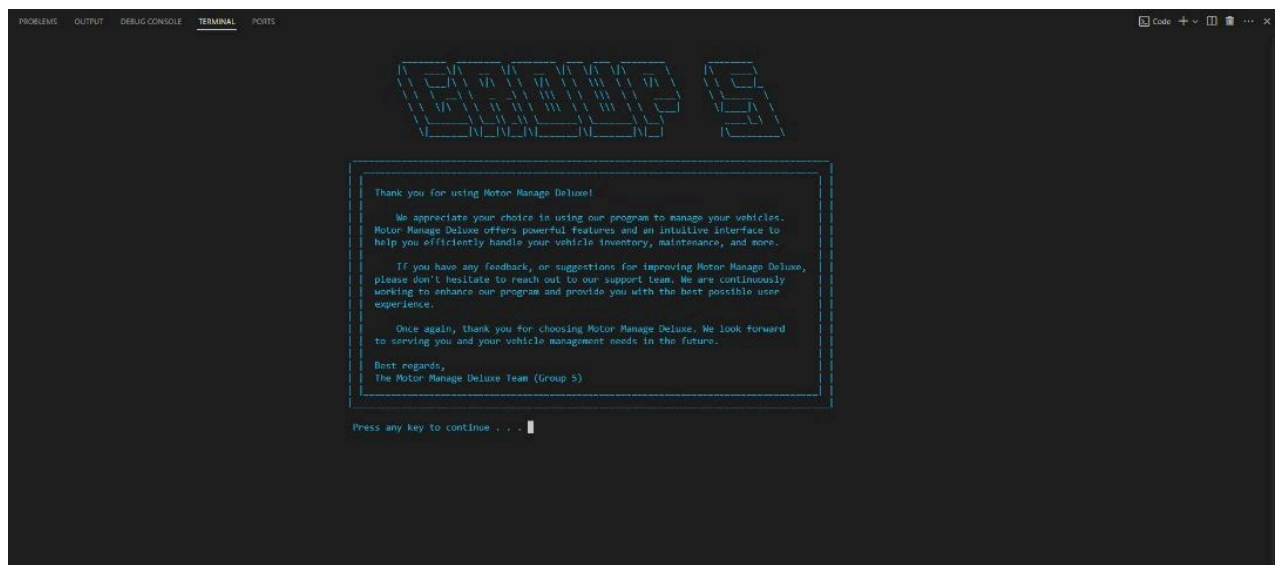 PROBLEMS OUTPUT DEBUG CONSOLE TERMINAL PORTS
Code
GROUP 5
Thank you for using Motor Manage Deluxe!
We appreciate your choice in using our program to manage your vehicles.
Motor Manage Deluxe offers powerful features and an intuitive interface to
help you efficiently handle your vehicle inventory, maintenance, and more.
If you have any feedback, or suggestions for improving Motor Manage Deluxe,
please don't hesitate to reach out to our support team. We are continuously
working to enhance our program and provide you with the best possible user
experience.
Once again, thank you for choosing Motor Manage Deluxe. We look forward
to serving you and your vehicle management needs in the future.
Best regards,
The Motor Manage Deluxe Team (Group 5)
Press any key to continue . . .